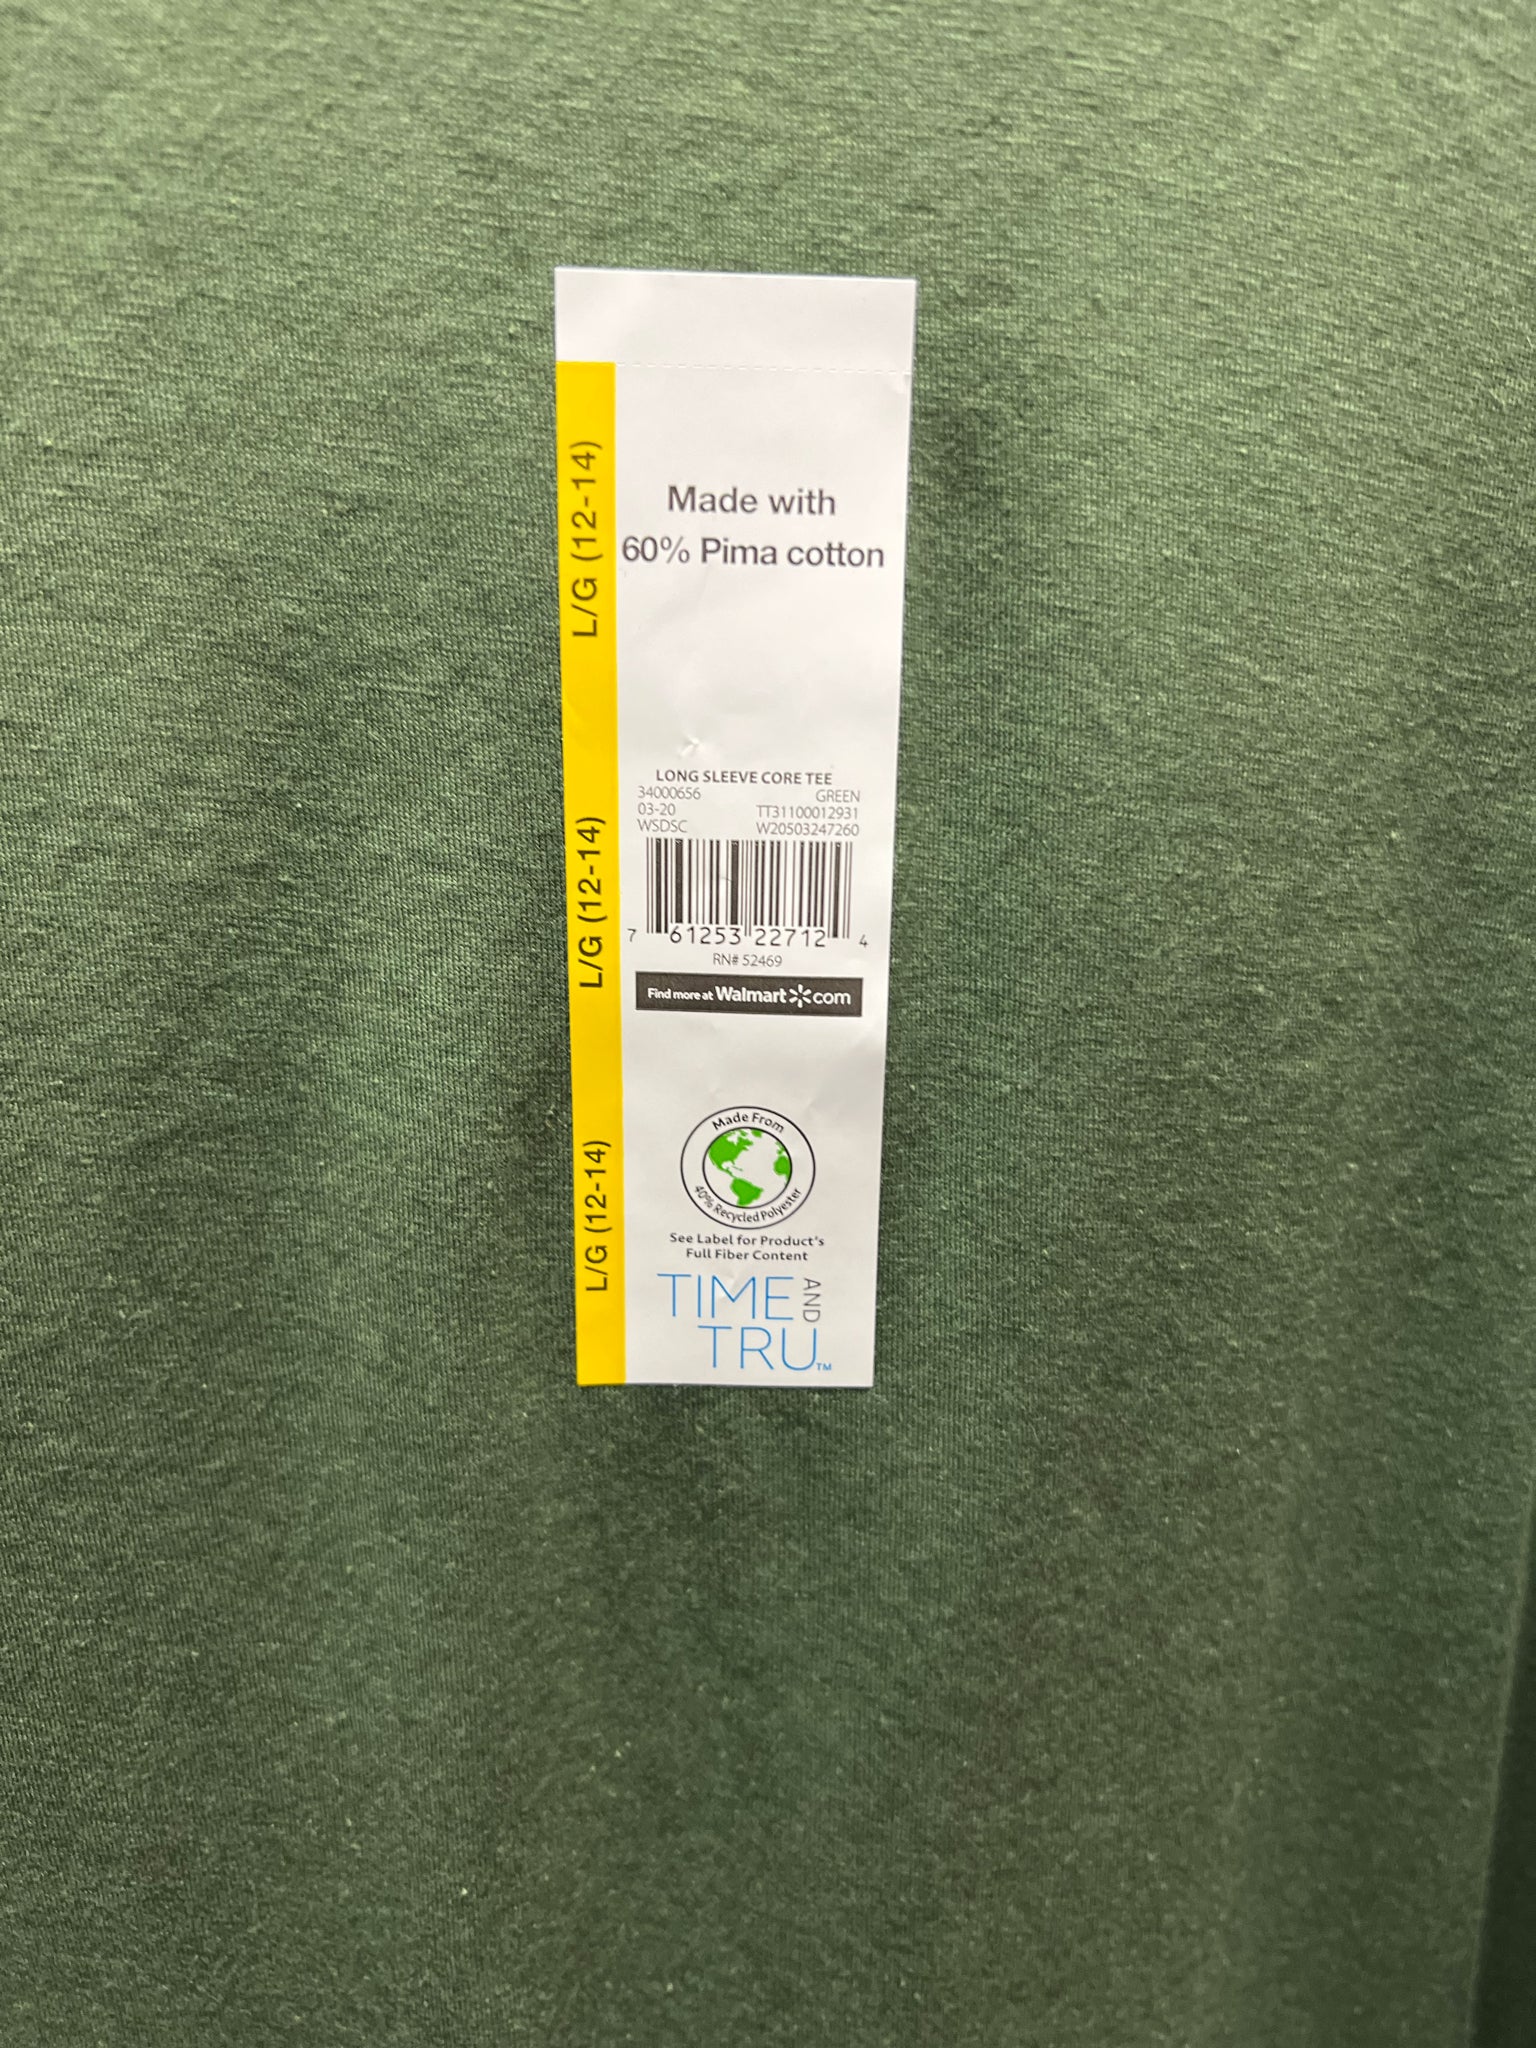 Made with
60% Pima cotton
L/G (12-14)
L/G (12-14)
L/G (12-14)
LONG SLEEVE CORE TEE
34000656 GREEN
03-20 TT31100012931
WSDSC W20503247260
7 61253 22712 4
RN# 52469
Find more at Walmart com
Made From
40% Recycled Polyester
See Label for Product's
Full Fiber Content
TIME AND
TRU™